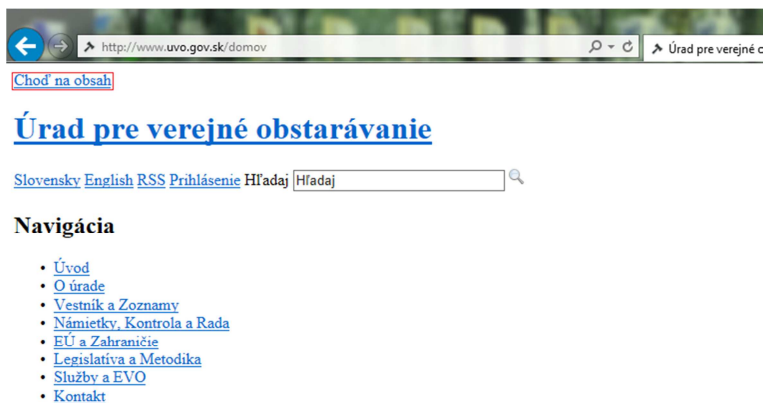 http://www.uvo.gov.sk/domov
Úrad pre verejné
Choď na obsah
Úrad pre verejné obstarávanie
Slovensky English RSS Prihlásenie Hľadaj Hľadaj
Navigácia
• Úvod
• O úrade
• Vestník a Zoznamy
• Námietky, Kontrola a Rada
• EÚ a Zahraničie
• Legislatíva a Metodika
• Služby a EVO
• Kontakt